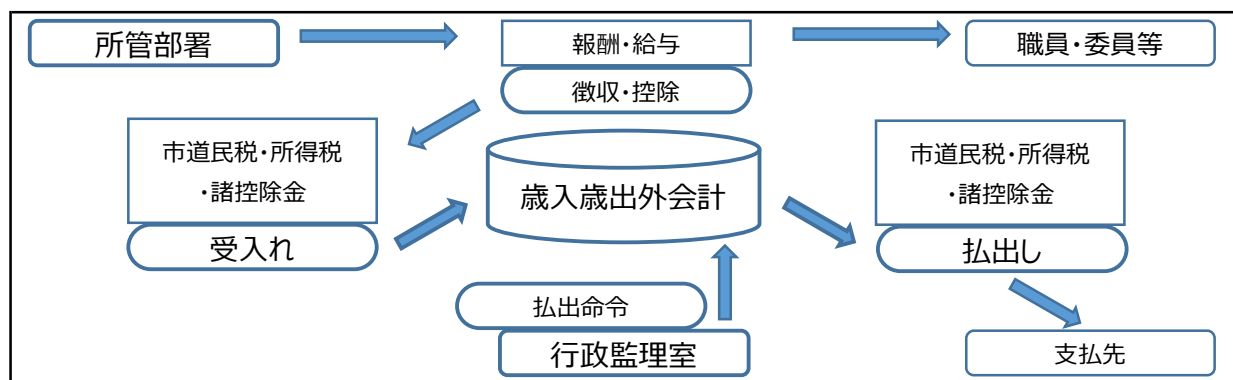 所管部署
報酬・給与
職員・委員等
徴収・控除
市道民税・所得税
・諸控除金
受入れ
歳入歳出外会計
市道民税・所得税
・諸控除金
払出し
払出命令
行政監理室
支払先